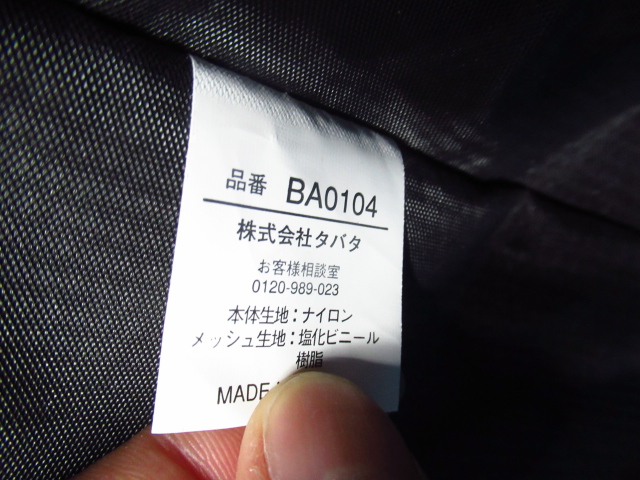 品番 BA0104
株式会社タバタ
お客様相談室
0120-989-023
本体生地:ナイロン
メッシュ生地:塩化ビニール
樹脂
MADE